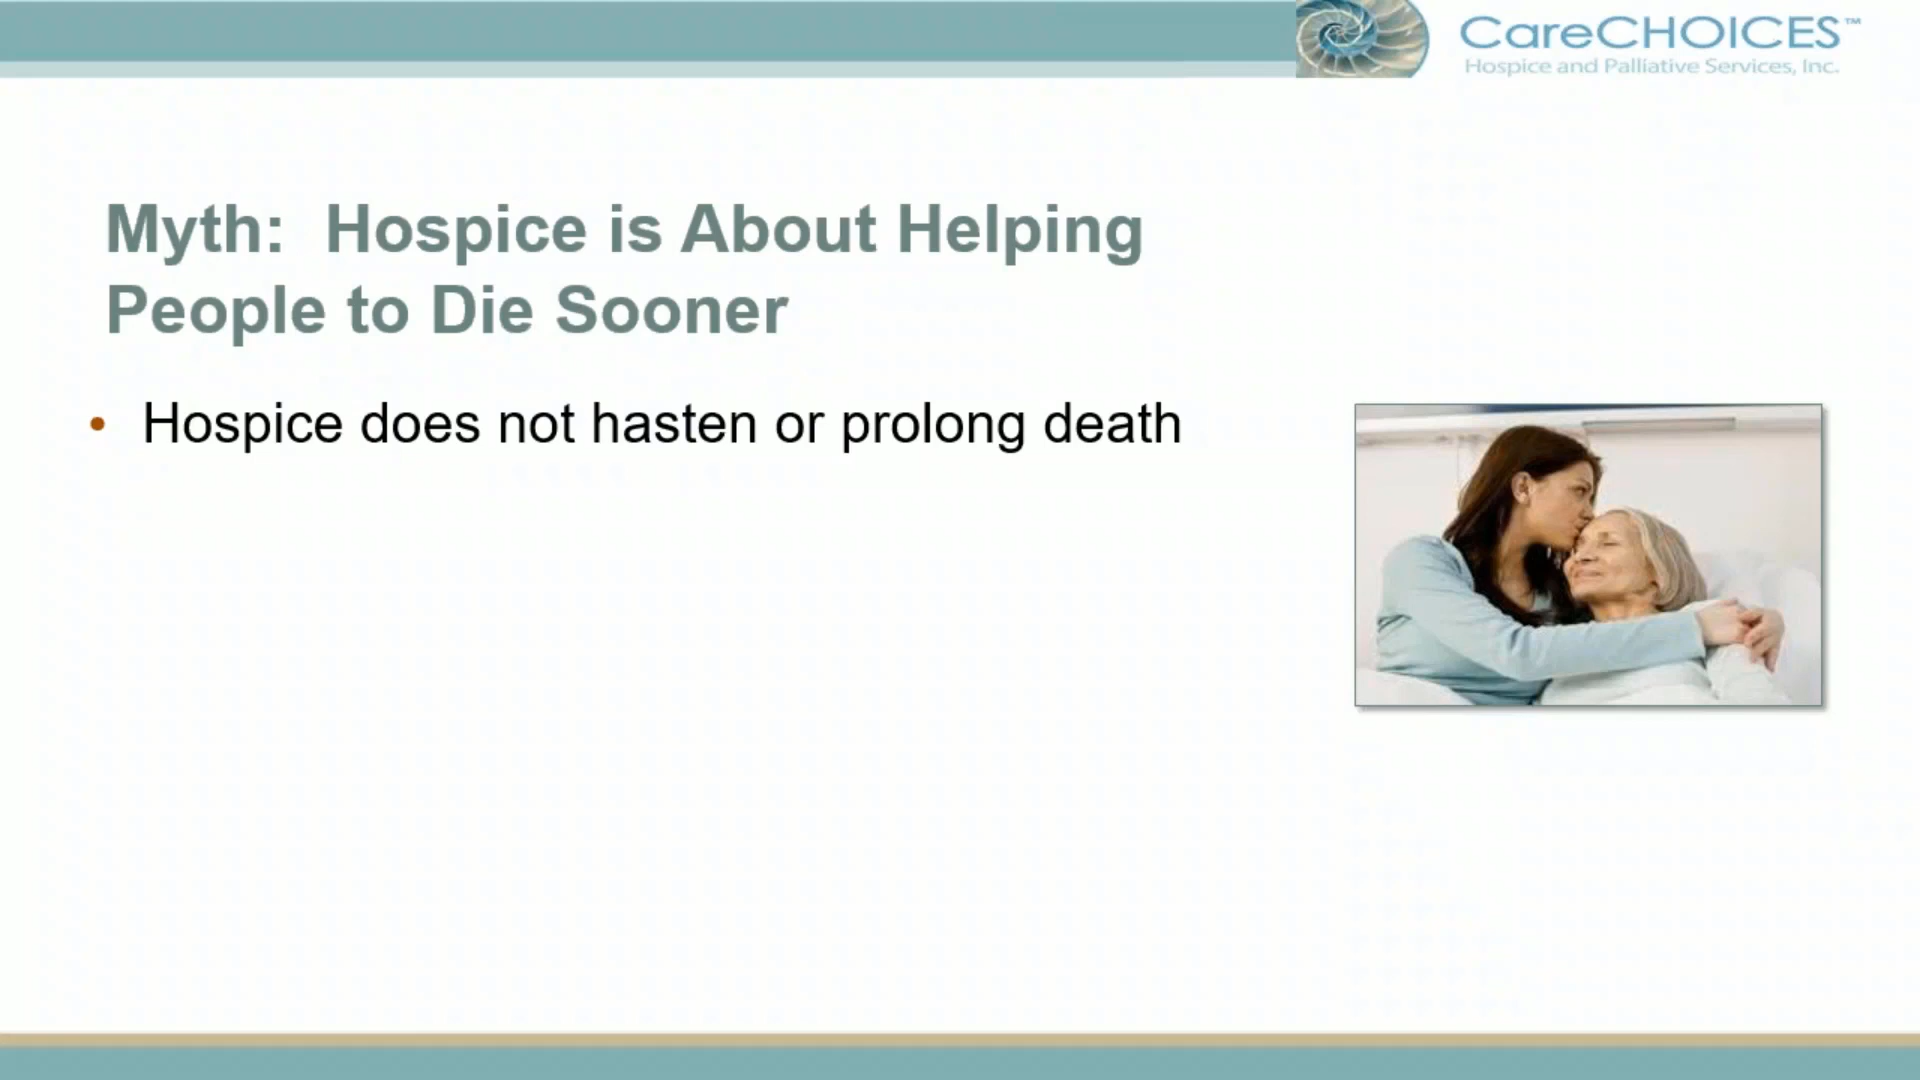 CareCHOICES™
Hospice and Palliative Services, Inc.
Myth: Hospice is About Helping
People to Die Sooner
• Hospice does not hasten or prolong death